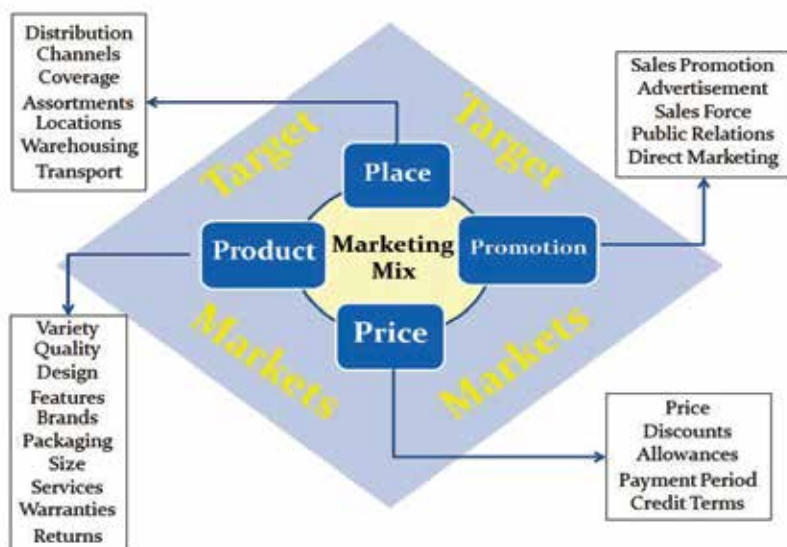 Distribution
Channels
Coverage
Assortments
Locations
Warehousing
Transport
Sales Promotion
Advertisement
Sales Force
Public Relations
Direct Marketing
Target
Target
Place
Product
Marketing
Mix
Promotion
Price
Markets
Markets
Variety
Quality
Design
Features
Brands
Packaging
Size
Services
Warranties
Returns
Price
Discounts
Allowances
Payment Period
Credit Terms